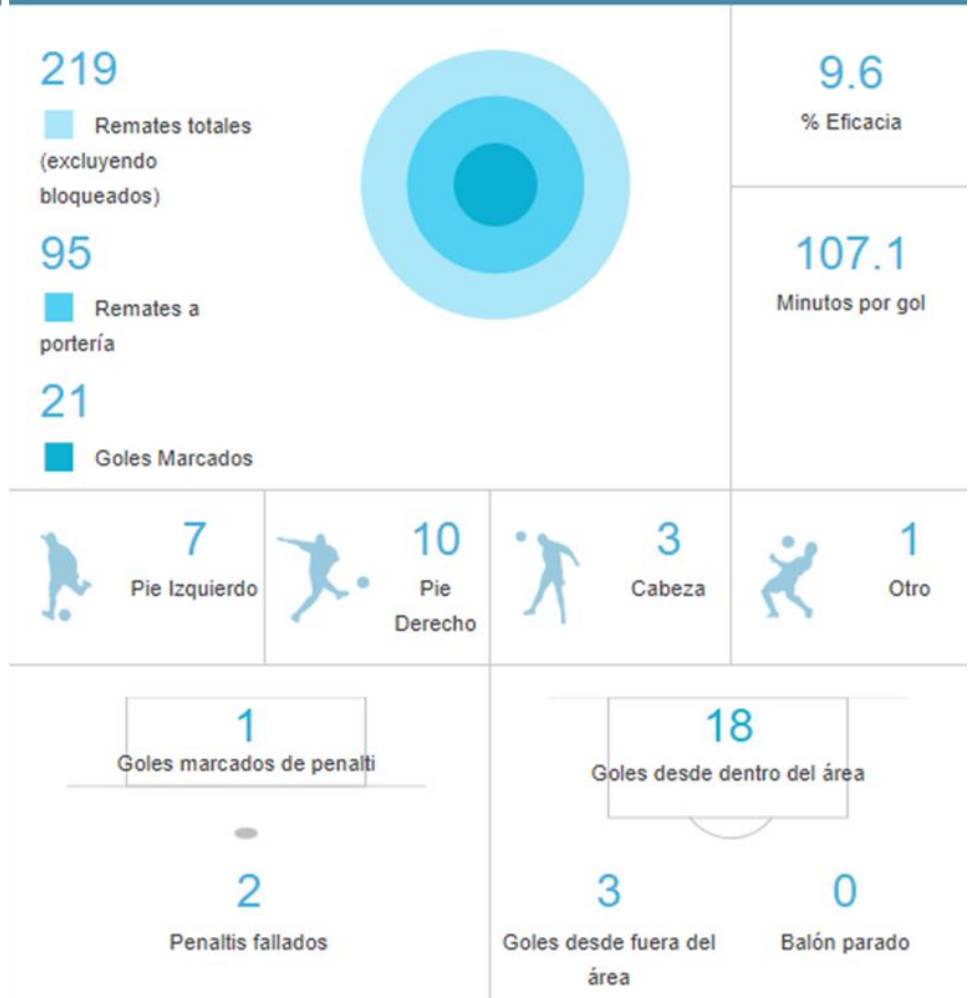 219
Remates totales
(excluyendo
bloqueados)
95
Remates a
portería
21
Goles Marcados
9.6
% Eficacia
107.1
Minutos por gol
7
Pie Izquierdo
10
Pie
Derecho
3
Cabeza
1
Otro
1
Goles marcados de penalti
2
Penaltis fallados
18
Goles desde dentro del área
3
Goles desde fuera del
área
0
Balón parado